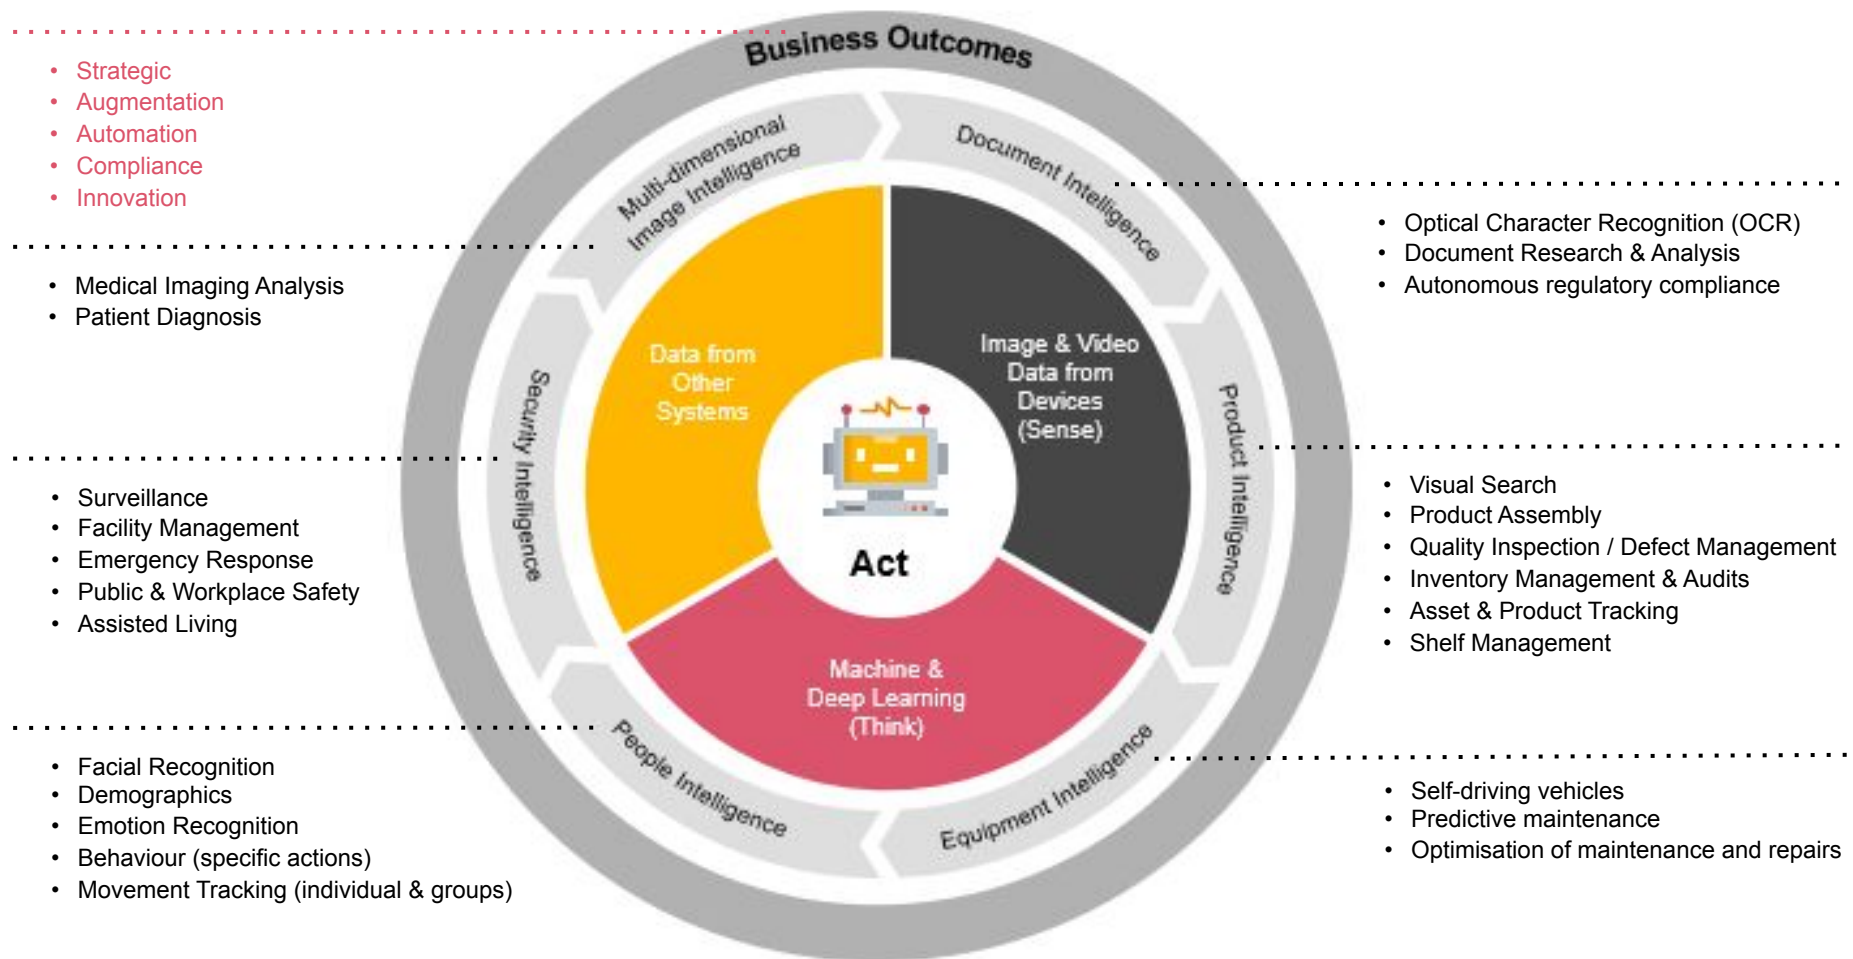 Business Outcomes
• Strategic
• Augmentation
• Automation
• Compliance
• Innovation
• Medical Imaging Analysis
• Patient Diagnosis
• Surveillance
• Facility Management
• Emergency Response
• Public & Workplace Safety
• Assisted Living
• Facial Recognition
• Demographics
• Emotion Recognition
• Behaviour (specific actions)
• Movement Tracking (individual & groups)
Multi-dimensional
Image Intelligence
Document Intelligence
Product Intelligence
Equipment Intelligence
People Intelligence
Security Intelligence
Data from
Other
Systems
Image & Video
Data from
Devices
(Sense)
Machine &
Deep Learning
(Think)
Act
• Optical Character Recognition (OCR)
• Document Research & Analysis
• Autonomous regulatory compliance
• Visual Search
• Product Assembly
• Quality Inspection / Defect Management
• Inventory Management & Audits
• Asset & Product Tracking
• Shelf Management
• Self-driving vehicles
• Predictive maintenance
• Optimisation of maintenance and repairs